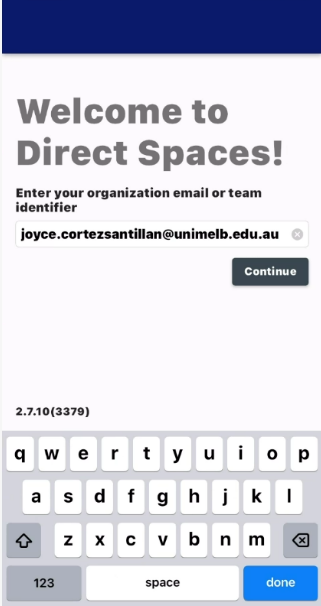 Welcome to
Direct Spaces!
Enter your organization email or team
identifier
joyce.cortezsantillan@unimelb.edu.au
Continue
2.7.10(3379)
q w e r t y u i o p
a s d f g h j k l
z x c v b n m
123 space done